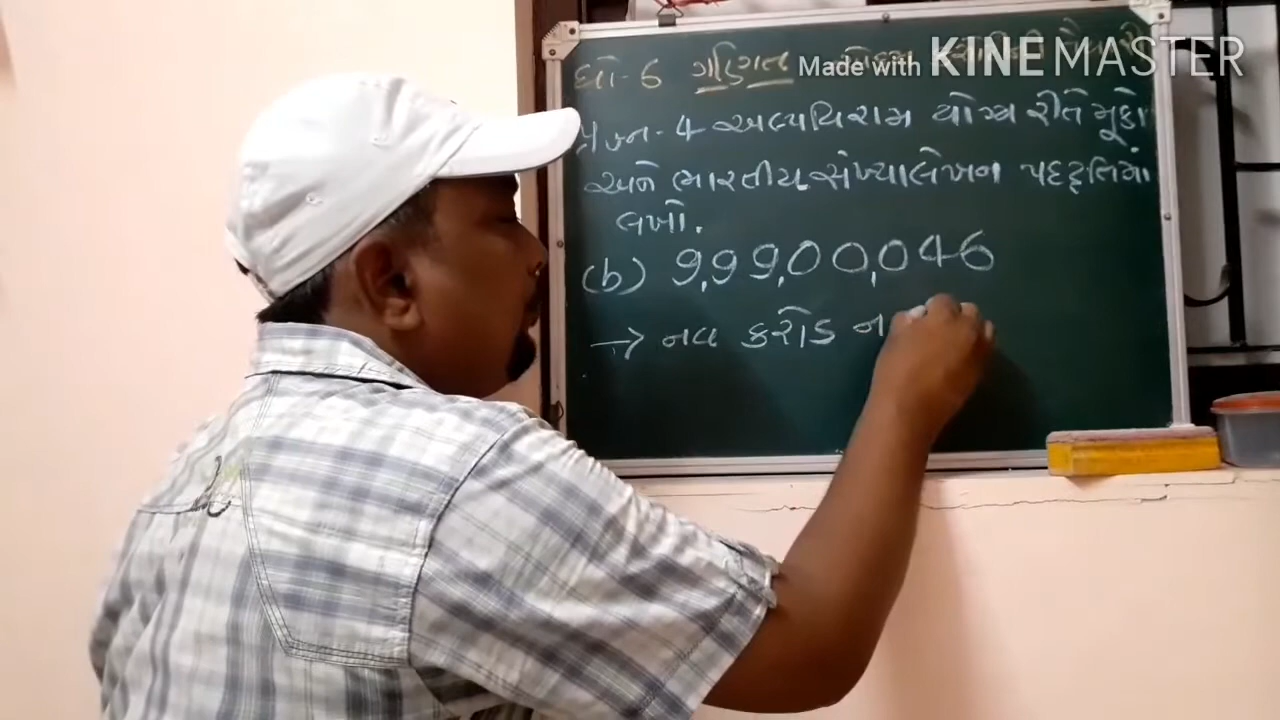 ધો-6 ગણિત
Made with KINEMASTER
પ્રશ્ન-4 અલ્પવિરામ યોગ્ય રીતે મૂકો
અને ભારતીય સંખ્યાલેખન પદ્ધતિમાં
લખો.
(b) 9,99,00,046
→ નવ કરોડ ન